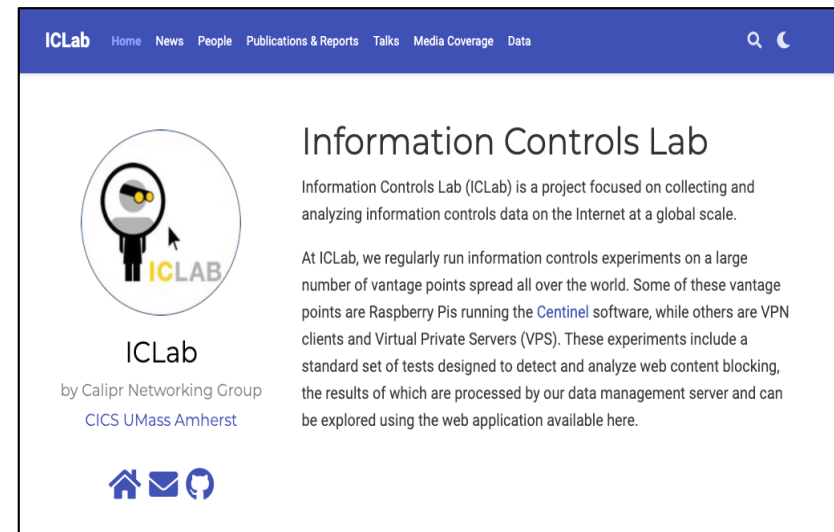 ICLab Home News People Publications & Reports Talks Media Coverage Data
ICLAB
ICLab
by Calipr Networking Group
CICS UMass Amherst
Information Controls Lab
Information Controls Lab (ICLab) is a project focused on collecting and
analyzing information controls data on the Internet at a global scale.
At ICLab, we regularly run information controls experiments on a large
number of vantage points spread all over the world. Some of these vantage
points are Raspberry Pis running the Centinel software, while others are VPN
clients and Virtual Private Servers (VPS). These experiments include a
standard set of tests designed to detect and analyze web content blocking,
the results of which are processed by our data management server and can
be explored using the web application available here.